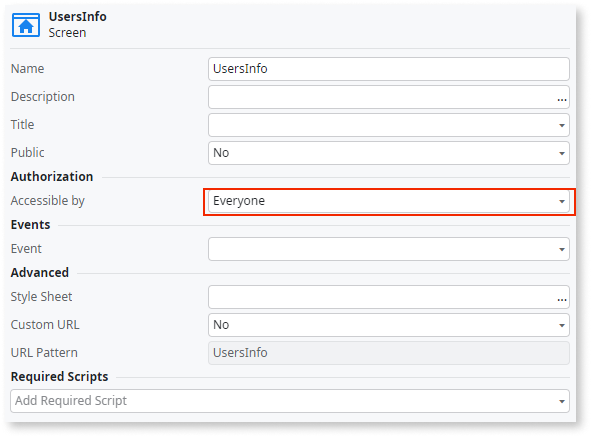 UsersInfo
Screen
Name UsersInfo
Description ...
Title
Public No
Authorization
Accessible by Everyone
Events
Event
Advanced
Style Sheet ...
Custom URL No
URL Pattern UsersInfo
Required Scripts
Add Required Script